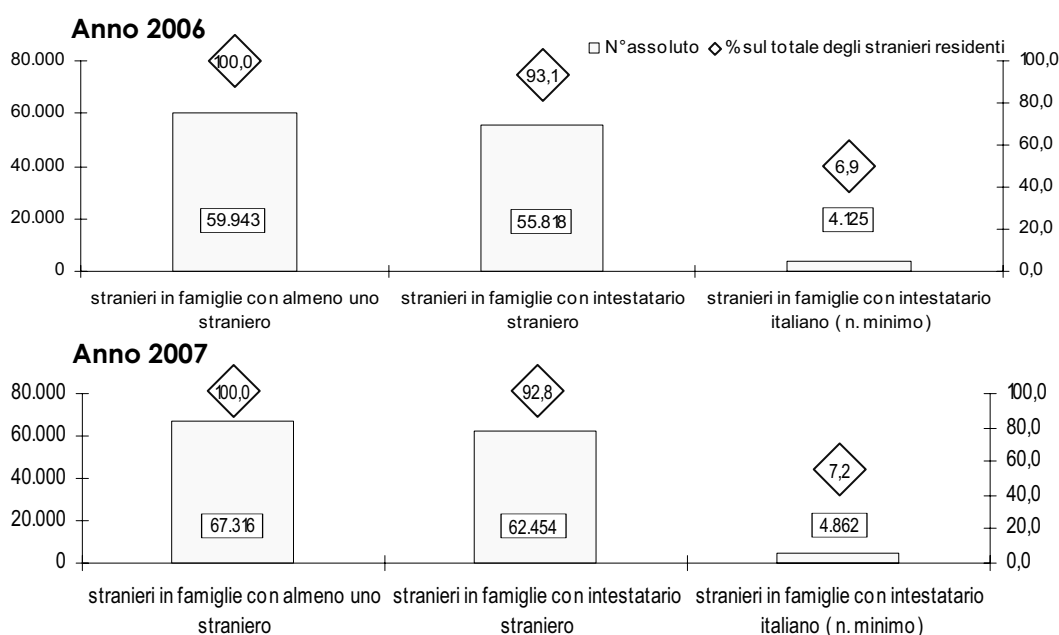 Anno 2006
N° assoluto % sul totale degli stranieri residenti
80.000
60.000
40.000
20.000
0
100,0
93,1
6,9
59.943
55.818
4.125
100,0
80,0
60,0
40,0
20,0
0,0
stranieri in famiglie con almeno uno
straniero
stranieri in famiglie con intestatario
straniero
stranieri in famiglie con intestatario
italiano ( n. minimo)
Anno 2007
80.000
60.000
40.000
20.000
0
100,0
92,8
7,2
67.316
62.454
4.862
100,0
80,0
60,0
40,0
20,0
0,0
stranieri in famiglie con almeno uno
straniero
stranieri in famiglie con intestatario
straniero
stranieri in famiglie con intestatario
italiano ( n. minimo)